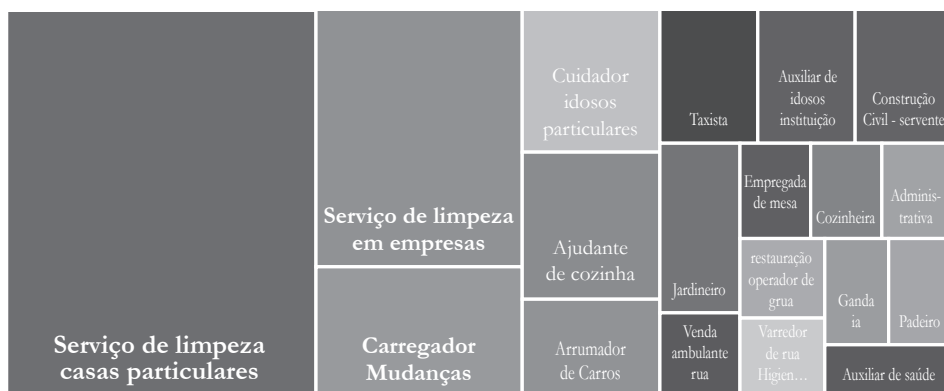 Serviço de limpeza
casas particulares
Serviço de limpeza
em empresas
Carregador
Mudanças
Cuidador
idosos
particulares
Ajudante
de cozinha
Arrumador
de Carros
Taxista
Auxiliar de
idosos
instituição
Construção
Civil - servente
Jardineiro
Empregada
de mesa
Cozinheira
Adminis-
trativa
restauração
operador de
grua
Ganda
ia
Padeiro
Venda
ambulante
rua
Varredor
de rua
Higien...
Auxiliar de saúde